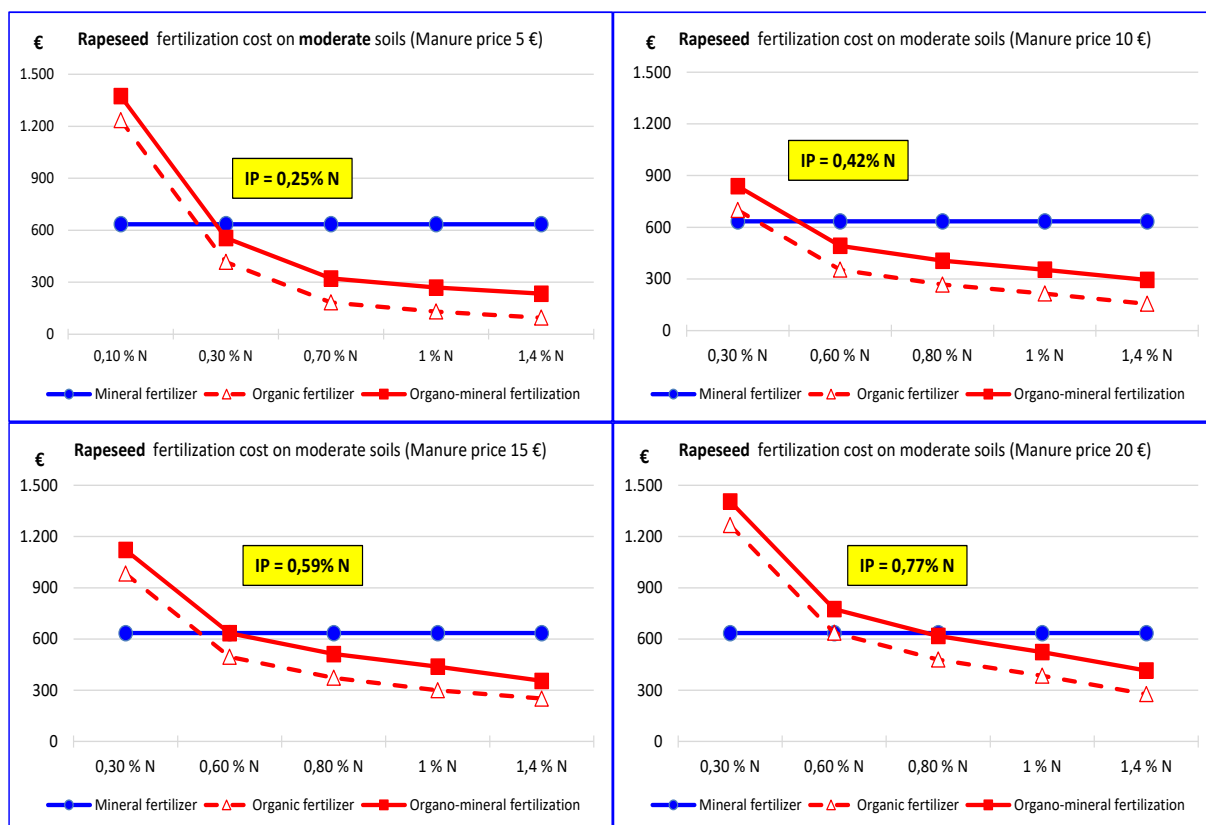 € Rapeseed fertilization cost on moderate soils (Manure price 5 €)
1.500
1.200
900
600
300
0
IP = 0,25% N
0,10 % N 0,30 % N 0,70 % N 1 % N 1,4 % N
Mineral fertilizer Organic fertilizer Organo-mineral fertilization
€ Rapeseed fertilization cost on moderate soils (Manure price 10 €)
1.500
1.200
900
600
300
0
IP = 0,42% N
0,30 % N 0,60 % N 0,80 % N 1 % N 1,4 % N
Mineral fertilizer Organic fertilizer Organo-mineral fertilization
€ Rapeseed fertilization cost on moderate soils (Manure price 15 €)
1.500
1.200
900
600
300
0
IP = 0,59% N
0,30 % N 0,60 % N 0,80 % N 1 % N 1,4 % N
Mineral fertilizer Organic fertilizer Organo-mineral fertilization
€ Rapeseed fertilization cost on moderate soils (Manure price 20 €)
1.500
1.200
900
600
300
0
IP = 0,77% N
0,30 % N 0,60 % N 0,80 % N 1 % N 1,4 % N
Mineral fertilizer Organic fertilizer Organo-mineral fertilization